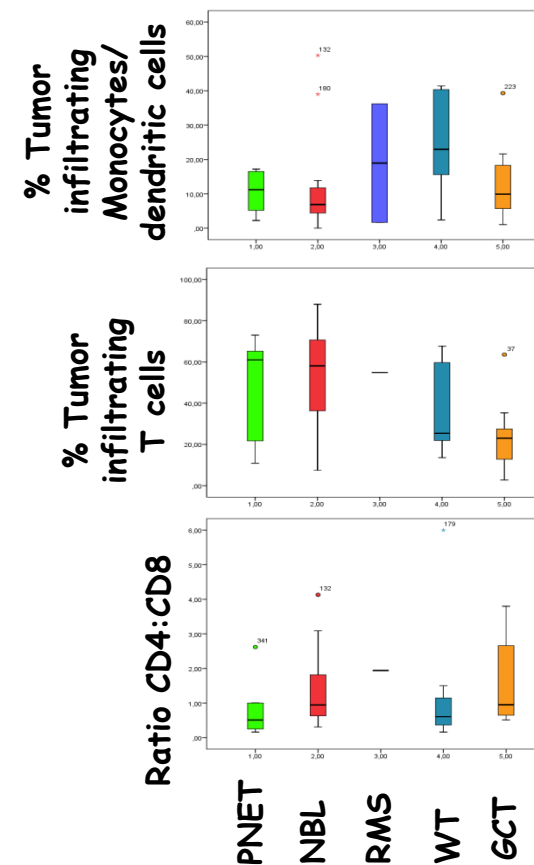 % Tumor
infiltrating
Monocytes/
dendritic cells
60,00
50,00
40,00
30,00
20,00
10,00
,00
132
180
223
1,00 2,00 3,00 4,00 5,00
% Tumor
infiltrating
T cells
100,00
80,00
60,00
40,00
20,00
,00
37
1,00 2,00 3,00 4,00 5,00
Ratio CD4:CD8
6,00
5,00
4,00
3,00
2,00
1,00
,00
341
132
179
1,00 2,00 3,00 4,00 5,00
PNET
NBL
RMS
WT
GCT